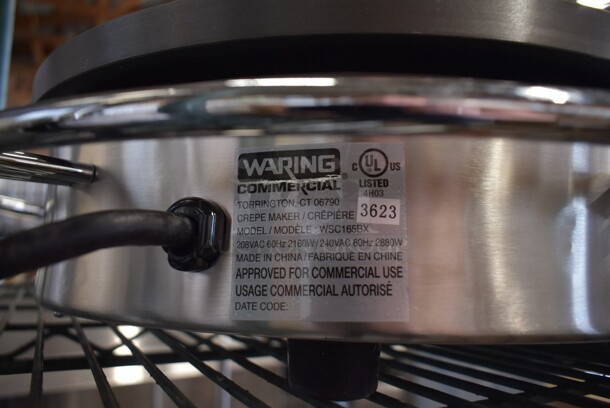 WARING
COMMERCIAL®
C UL US
LISTED
4H03
TORRINGTON, CT 06790
CREPE MAKER / CRÊPIÈRE
3623
MODEL / MODÈLE: WSC165BX
208VAC 60Hz 2160W / 240VAC 60Hz 2880W
MADE IN CHINA / FABRIQUÉ EN CHINE
APPROVED FOR COMMERCIAL USE
USAGE COMMERCIAL AUTORISÉ
DATE CODE: